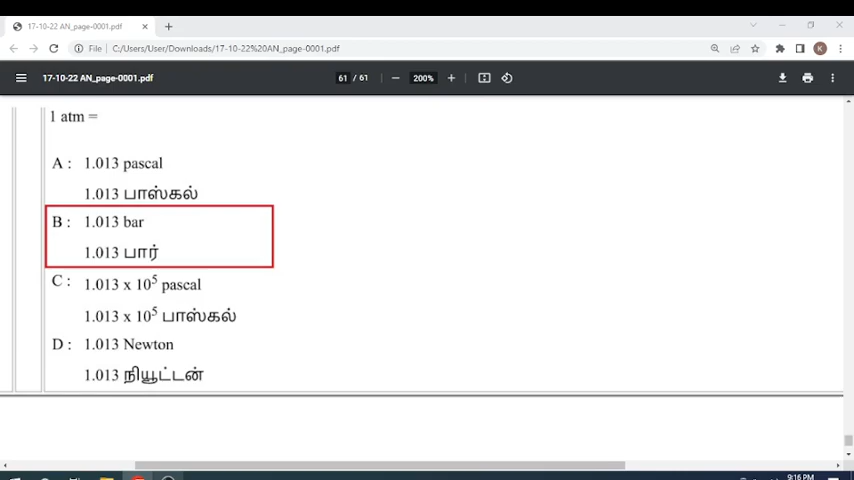 17-10-22 AN_page-0001.pdf
File
C:/Users/User/Downloads/17-10-22%20AN_page-0001.pdf
K
17-10-22 AN_page-0001.pdf
61 / 61
200%
1 atm =
A : 1.013 pascal
1.013 பாஸ்கல்
B : 1.013 bar
1.013 பார்
C : 1.013 x 10⁵ pascal
1.013 x 10⁵ பாஸ்கல்
D : 1.013 Newton
1.013 நியூட்டன்
9:16 PM